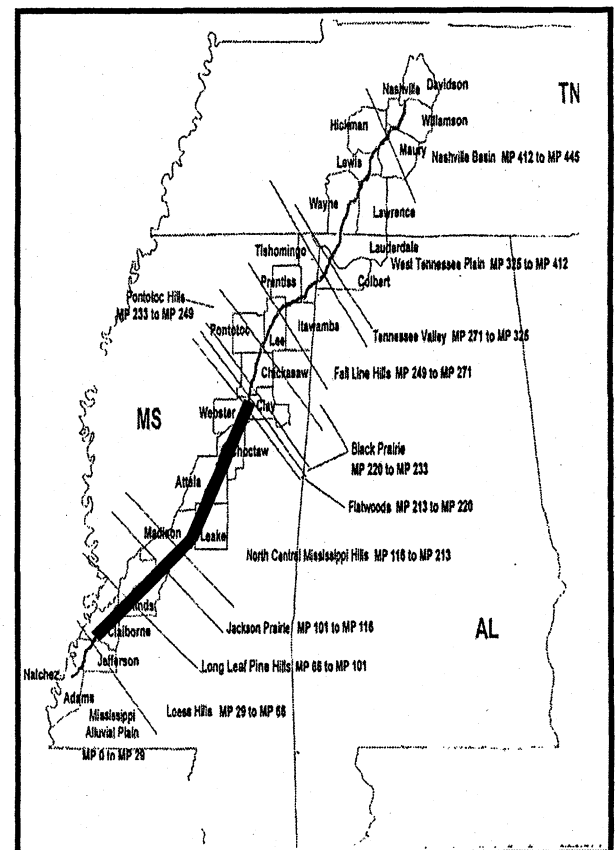 Davidson
Nashville
TN
Williamson
Hickman
Maury
Nashville Basin MP 412 to MP 445
Lewis
Wayne
Lawrence
Lauderdale
Tishomingo
West Tennessee Plain MP 325 to MP 412
Colbert
Prentiss
Pontotoc Hills
MP 233 to MP 249
Itawamba
Pontotoc
Lee
Tennessee Valley MP 271 to MP 325
Chickasaw
Fall Line Hills MP 249 to MP 271
Webster
Clay
MS
Black Prairie
MP 220 to MP 233
Choctaw
Attala
Flatwoods MP 213 to MP 220
Madison
Leake
North Central Mississippi Hills MP 116 to MP 213
Hinds
Claiborne
Jackson Prairie MP 101 to MP 116
AL
Jefferson
Long Leaf Pine Hills MP 66 to MP 101
Natchez
Adams
Loess Hills MP 29 to MP 66
Mississippi
Alluvial Plain
MP 0 to MP 29